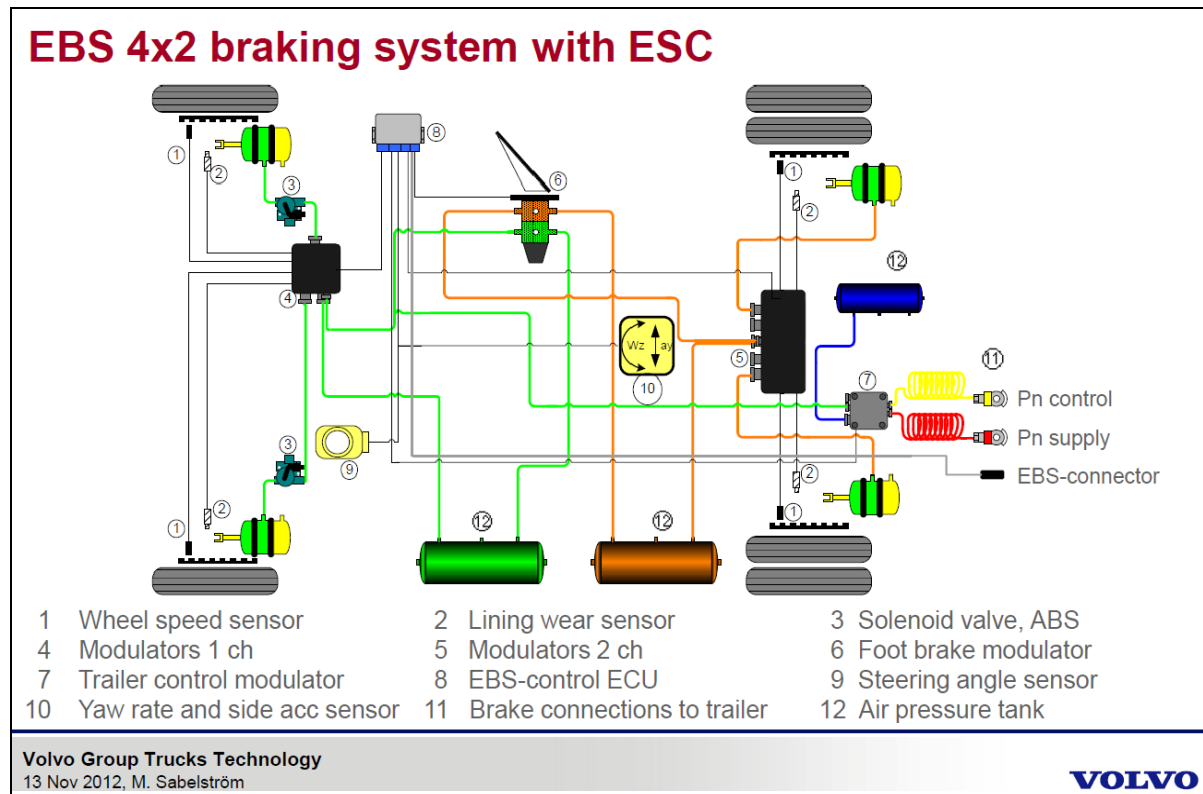 EBS 4x2 braking system with ESC
1
2
3
4
8
6
1
2
12
5
Wz
ay
10
7
11
Pn control
Pn supply
EBS-connector
3
9
2
1
12
12
2
1
1 Wheel speed sensor 2 Lining wear sensor 3 Solenoid valve, ABS
4 Modulators 1 ch 5 Modulators 2 ch 6 Foot brake modulator
7 Trailer control modulator 8 EBS-control ECU 9 Steering angle sensor
10 Yaw rate and side acc sensor 11 Brake connections to trailer 12 Air pressure tank
Volvo Group Trucks Technology
13 Nov 2012, M. Sabelström
VOLVO